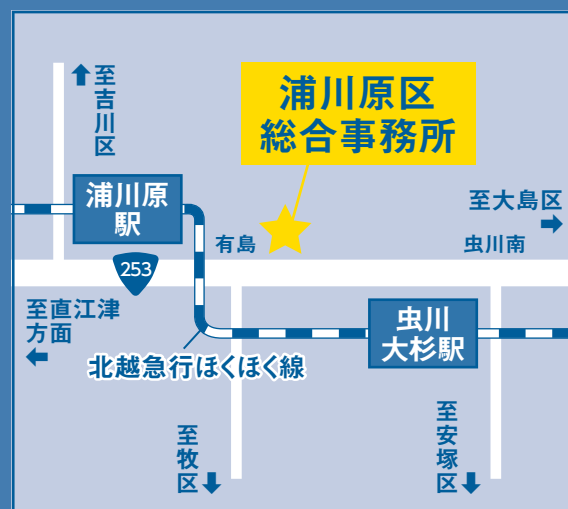 至吉川区
浦川原区
総合事務所
浦川原
駅
至大島区
有島
虫川南
253
至直江津
方面
虫川
大杉駅
北越急行ほくほく線
至牧区
至安塚区